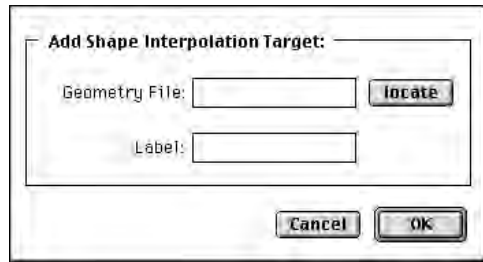 Add Shape Interpolation Target:
Geometry File:
locate
Label:
Cancel
OK